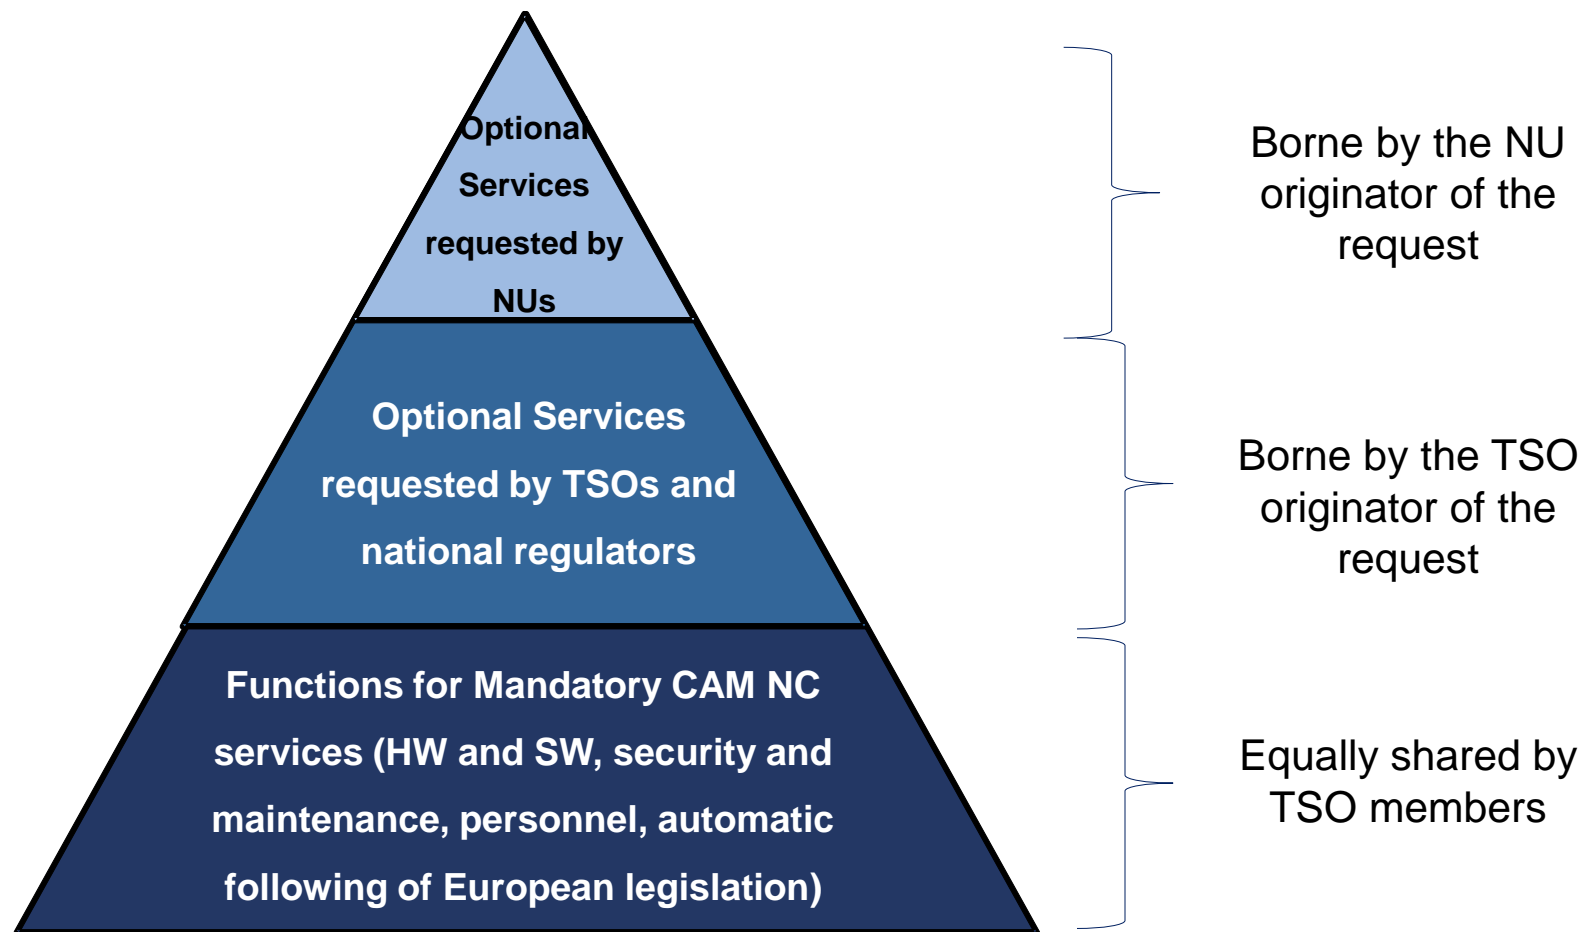 Optional
Services
requested by
NUs
Borne by the NU
originator of the
request
Optional Services
requested by TSOs and
national regulators
Borne by the TSO
originator of the
request
Functions for Mandatory CAM NC
services (HW and SW, security and
maintenance, personnel, automatic
following of European legislation)
Equally shared by
TSO members